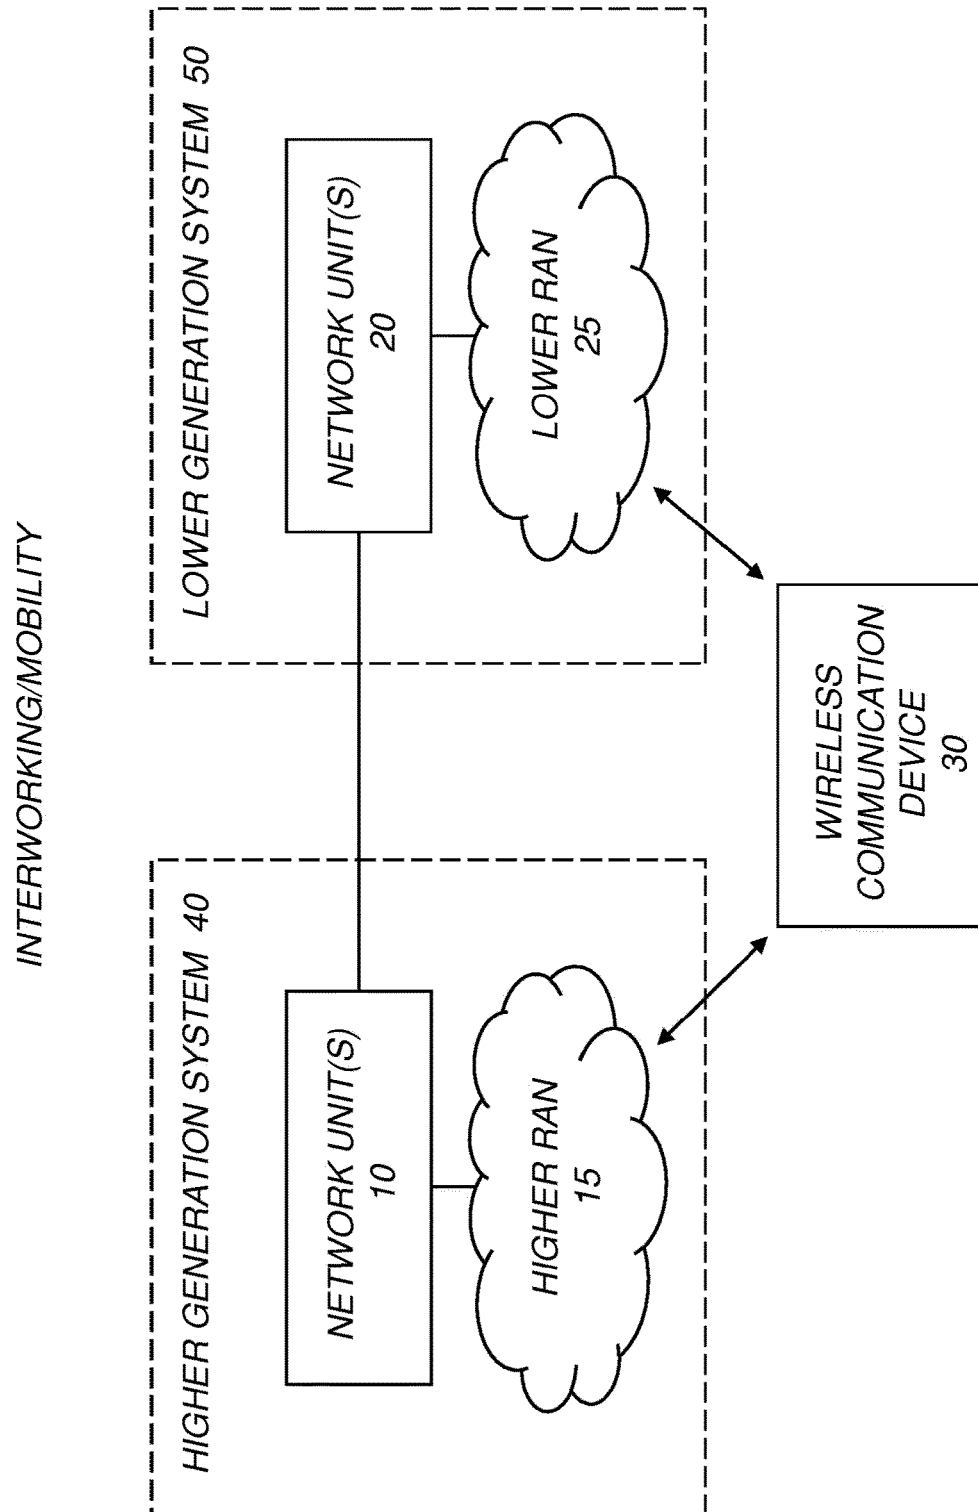 INTERWORKING/MOBILITY
HIGHER GENERATION SYSTEM 40
NETWORK UNIT(S)
10
HIGHER RAN
15
LOWER GENERATION SYSTEM 50
NETWORK UNIT(S)
20
LOWER RAN
25
WIRELESS
COMMUNICATION
DEVICE
30